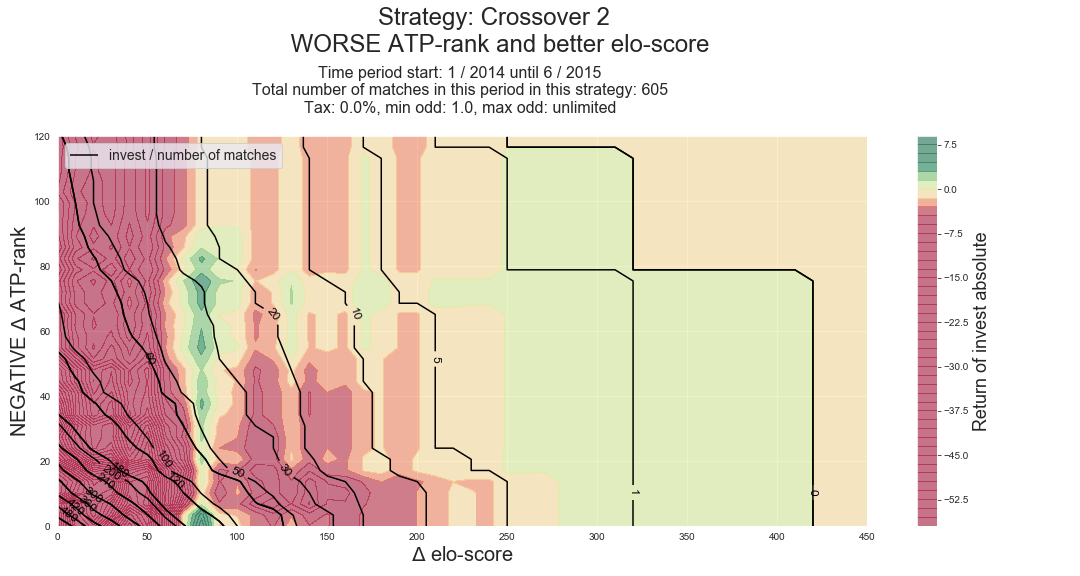 Strategy: Crossover 2
WORSE ATP-rank and better elo-score
Time period start: 1 / 2014 until 6 / 2015
Total number of matches in this period in this strategy: 605
Tax: 0.0%, min odd: 1.0, max odd: unlimited
invest / number of matches
NEGATIVE Δ ATP-rank
120
100
80
60
40
20
0
0 50 100 150 200 250 300 350 400 450
Δ elo-score
20
10
5
50
30
100
1
0
7.5
0.0
-7.5
-15.0
-22.5
-30.0
-37.5
-45.0
-52.5
Return of invest absolute